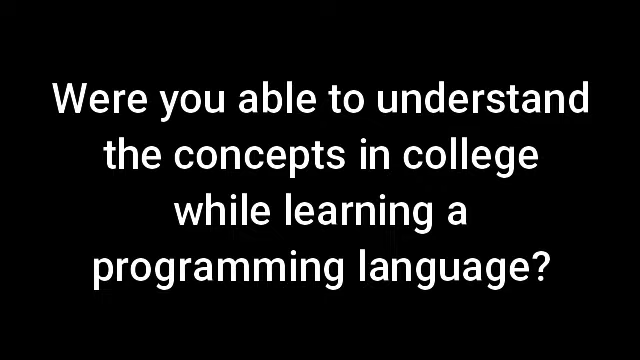 Were you able to understand
the concepts in college
while learning a
programming language?